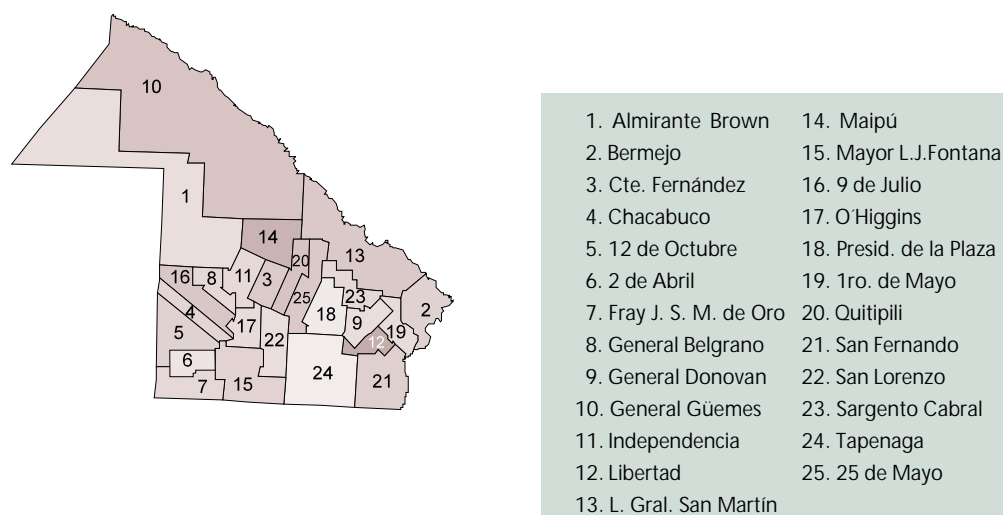 10
1
14
13
20
16
8
11
3
25
23
2
4
18
9
19
5
17
22
12
6
24
21
7
15
1. Almirante Brown
2. Bermejo
3. Cte. Fernández
4. Chacabuco
5. 12 de Octubre
6. 2 de Abril
7. Fray J. S. M. de Oro
8. General Belgrano
9. General Donovan
10. General Güemes
11. Independencia
12. Libertad
13. L. Gral. San Martín
14. Maipú
15. Mayor L.J.Fontana
16. 9 de Julio
17. O´Higgins
18. Presid. de la Plaza
19. 1ro. de Mayo
20. Quitipili
21. San Fernando
22. San Lorenzo
23. Sargento Cabral
24. Tapenaga
25. 25 de Mayo